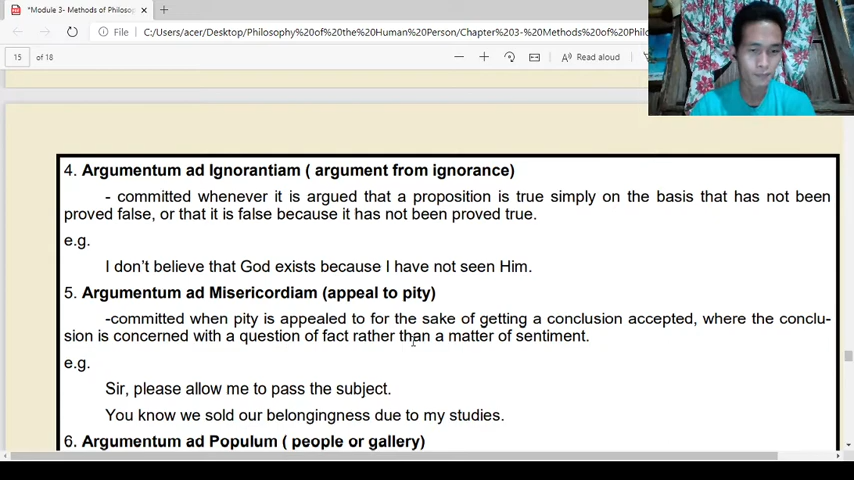 *Module 3- Methods of Philosop
File
C:/Users/acer/Desktop/Philosophy%20of%20the%20Human%20Person/Chapter%203-%20Methods%20of%20Phil
15 of 18
Read aloud
4. Argumentum ad Ignorantiam ( argument from ignorance)
- committed whenever it is argued that a proposition is true simply on the basis that has not been
proved false, or that it is false because it has not been proved true.
e.g.
I don't believe that God exists because I have not seen Him.
5. Argumentum ad Misericordiam (appeal to pity)
-committed when pity is appealed to for the sake of getting a conclusion accepted, where the conclu-
sion is concerned with a question of fact rather than a matter of sentiment.
e.g.
Sir, please allow me to pass the subject.
You know we sold our belongingness due to my studies.
6. Argumentum ad Populum ( people or gallery)